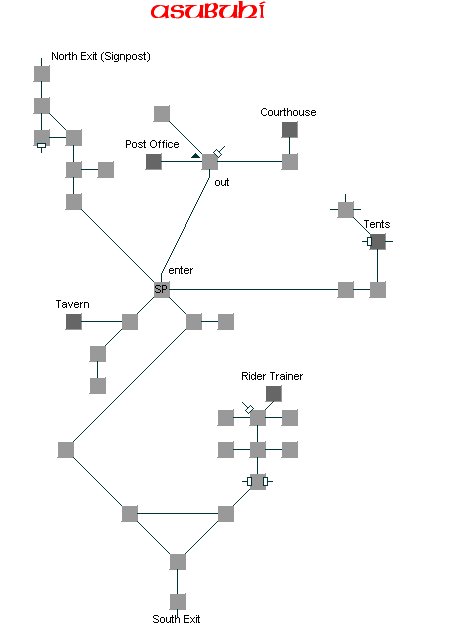 asubuhi
North Exit (Signpost)
Courthouse
Post Office
out
Tents
enter
SP
Tavern
Rider Trainer
South Exit